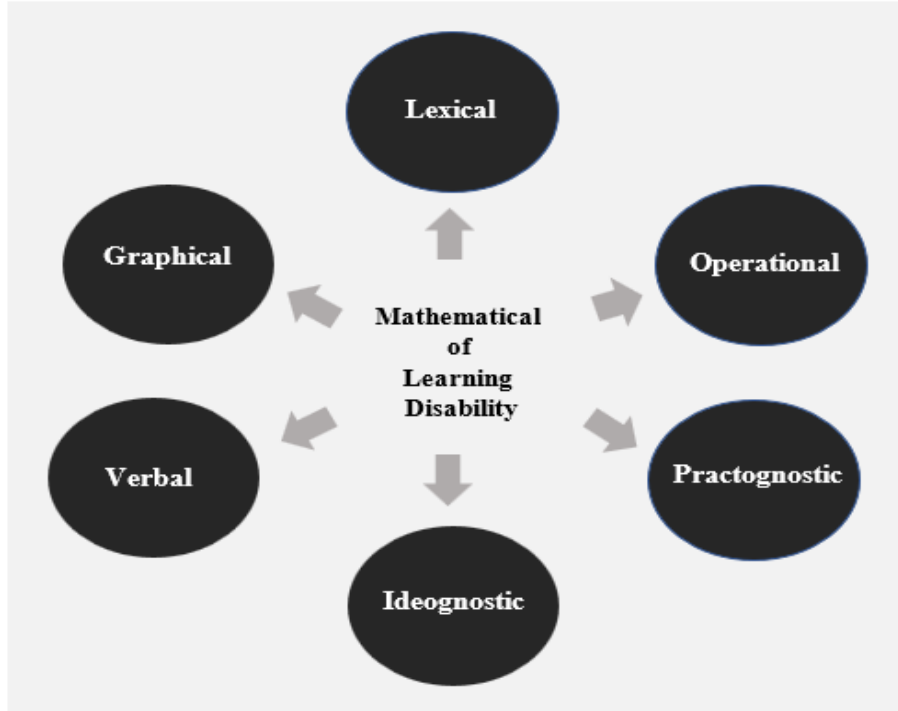 Lexical
Graphical
Operational
Mathematical
of
Learning
Disability
Verbal
Practognostic
Ideognostic